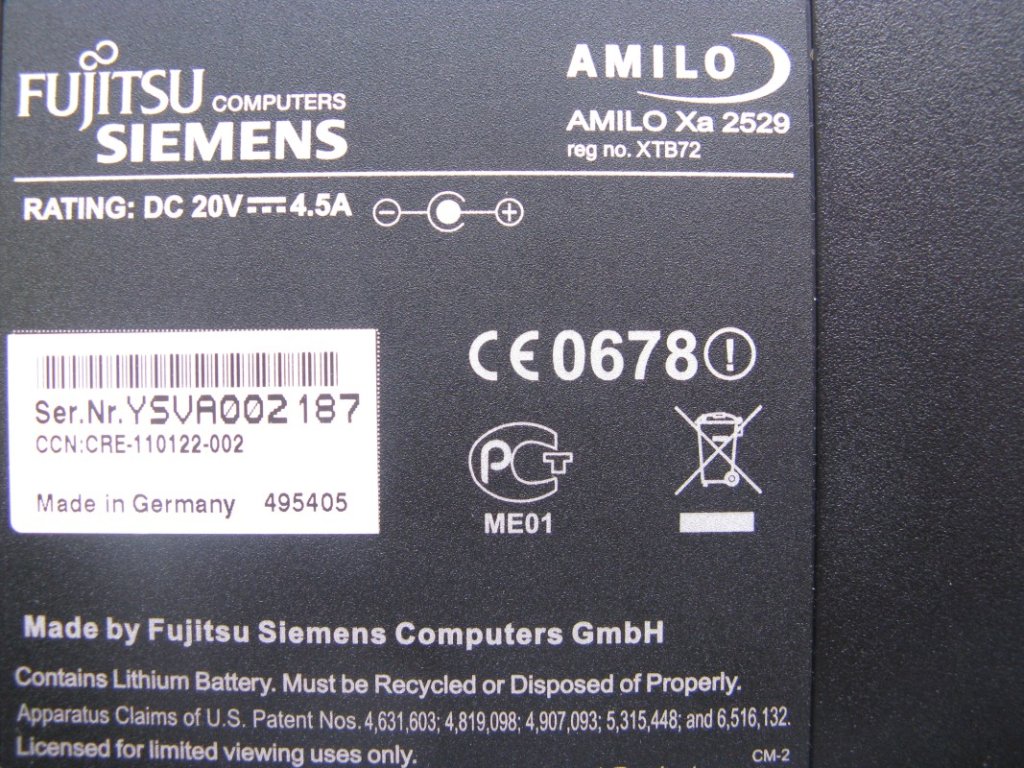 FUJITSU COMPUTERS
SIEMENS
AMILO
AMILO Xa 2529
reg no. XTB72
RATING: DC 20V⎓4.5A
CE0678
Ser.Nr.YSVA002187
CCN:CRE-110122-002
Made in Germany 495405
PCT
ME01
Made by Fujitsu Siemens Computers GmbH
Contains Lithium Battery. Must be Recycled or Disposed of Properly.
Apparatus Claims of U.S. Patent Nos. 4,631,603; 4,819,098; 4,907,093; 5,315,448; and 6,516,132.
Licensed for limited viewing uses only.
CM-2